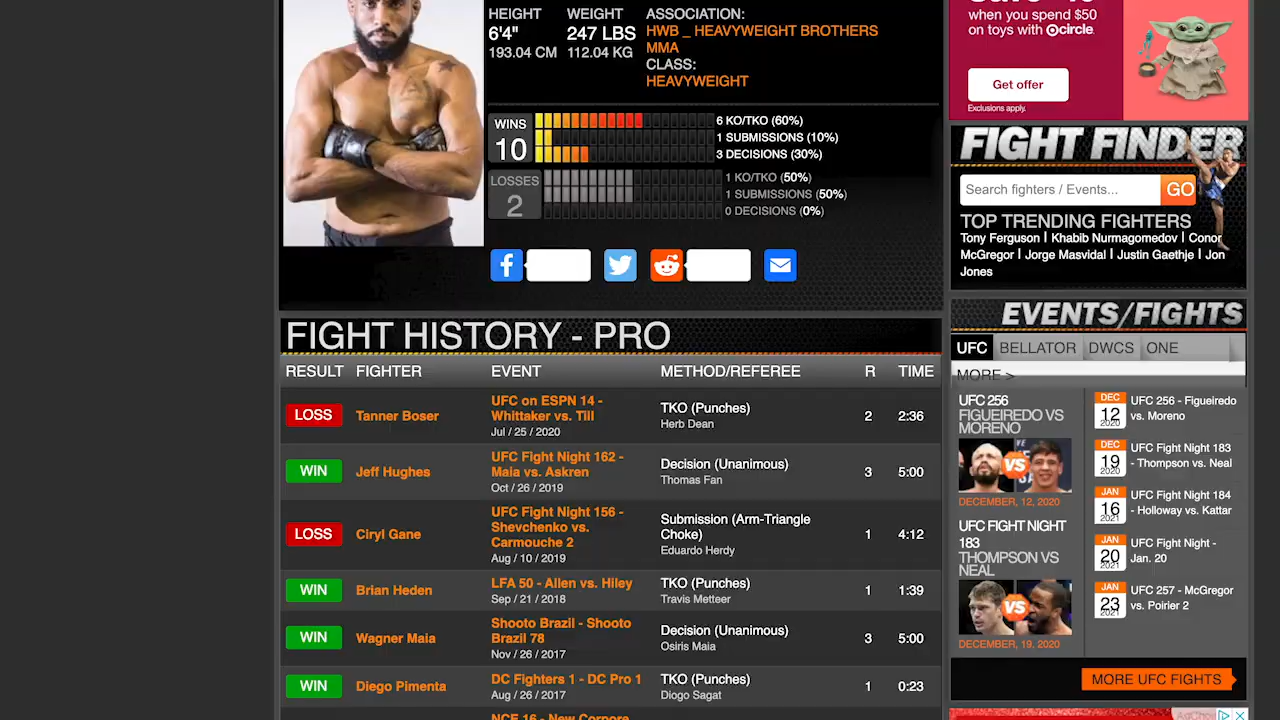 HEIGHT
6'4"
193.04 CM
WEIGHT
247 LBS
112.04 KG
ASSOCIATION:
HWB _ HEAVYWEIGHT BROTHERS
MMA
CLASS:
HEAVYWEIGHT
WINS
10
6 KO/TKO (60%)
1 SUBMISSIONS (10%)
3 DECISIONS (30%)
LOSSES
2
1 KO/TKO (50%)
1 SUBMISSIONS (50%)
0 DECISIONS (0%)
FIGHT HISTORY - PRO
RESULT FIGHTER EVENT METHOD/REFEREE R TIME
LOSS Tanner Boser
UFC on ESPN 14 -
Whittaker vs. Till
Jul / 25 / 2020
TKO (Punches)
Herb Dean
2 2:36
WIN Jeff Hughes
UFC Fight Night 162 -
Maia vs. Askren
Oct / 26 / 2019
Decision (Unanimous)
Thomas Fan
3 5:00
LOSS Ciryl Gane
UFC Fight Night 156 -
Shevchenko vs.
Carmouche 2
Aug / 10 / 2019
Submission (Arm-Triangle
Choke)
Eduardo Herdy
1 4:12
WIN Brian Heden
LFA 50 - Allen vs. Hiley
Sep / 21 / 2018
TKO (Punches)
Travis Metteer
1 1:39
WIN Wagner Maia
Shooto Brazil - Shooto
Brazil 78
Nov / 26 / 2017
Decision (Unanimous)
Osiris Maia
3 5:00
WIN Diego Pimenta
DC Fighters 1 - DC Pro 1
Aug / 26 / 2017
TKO (Punches)
Diogo Sagat
1 0:23
NCE 16 - New Corpore
when you spend $50
on toys with circle.
Get offer
Exclusions apply.
FIGHT FINDER
Search fighters / Events...
GO
TOP TRENDING FIGHTERS
Tony Ferguson | Khabib Nurmagomedov | Conor
McGregor | Jorge Masvidal | Justin Gaethje | Jon
Jones
EVENTS/FIGHTS
UFC BELLATOR DWCS ONE
MORE >
UFC 256
FIGUEIREDO VS
MORENO
VS
DECEMBER, 12, 2020
UFC FIGHT NIGHT
183
THOMPSON VS
NEAL
VS
DECEMBER, 19, 2020
DEC
12
2020
UFC 256 - Figueiredo
vs. Moreno
DEC
19
2020
UFC Fight Night 183
- Thompson vs. Neal
JAN
16
2021
UFC Fight Night 184
- Holloway vs. Kattar
JAN
20
2021
UFC Fight Night -
Jan. 20
JAN
23
2021
UFC 257 - McGregor
vs. Poirier 2
MORE UFC FIGHTS
AdChoices